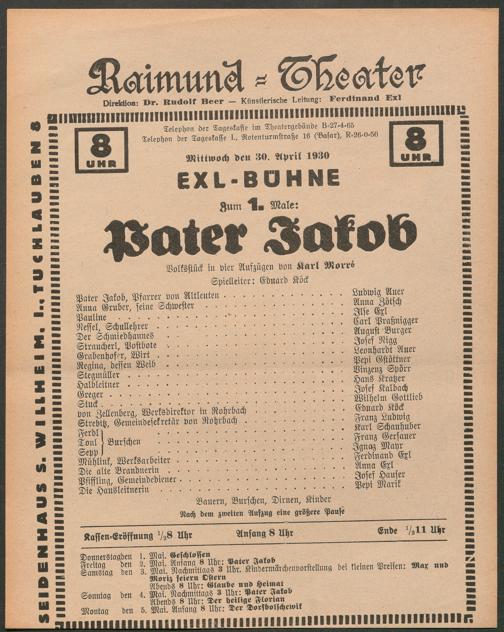 Raimund = Theater
Direktion: Dr. Rudolf Beer — Künstlerische Leitung: Ferdinand Exl
SEIDENHAUS S. WILLHEIM, I., TUCHLAUBEN 8
8 UHR
Telephon der Tageskasse im Theatergebäude B-27-4-65
Telephon der Tageskasse I., Rotenturmstraße 16 (Basar), R-26-0-56
8 UHR
Mittwoch den 30. April 1930
EXL-BÜHNE
Zum 1. Male:
Pater Jakob
Volksstück in vier Aufzügen von Karl Morré
Spielleiter: Eduard Köck
Pater Jakob, Pfarrer von Altleuten . . . Ludwig Auer
Anna Gruber, seine Schwester . . . Anna Zötsch
Pauline . . . Ilse Exl
Nessel, Schullehrer . . . Carl Praßnigger
Der Schmiedhannes . . . August Burger
Straucherl, Postbote . . . Josef Rigg
Grabenhofer, Wirt . . . Leonhardt Auer
Regina, dessen Weib . . . Pepi Gstöttner
Stegmüller . . . Vinzenz Spörr
Halbleitner . . . Hans Kratzer
Greger . . . Josef Kalbach
Stuck . . . Wilhelm Gottlieb
von Zellenberg, Werksdirektor in Rohrbach . . . Eduard Köck
Strebitz, Gemeindesekretär von Rohrbach . . . Franz Ludwig
Ferdl . . . Karl Schanhuber
Toul } Burschen . . . Franz Gersauer
Sepp . . . Ignaz Mayr
Mühlink, Werksarbeiter . . . Ferdinand Exl
Die alte Brandnerin . . . Anna Exl
Pfiffling, Gemeindediener . . . Josef Hauser
Die Hausleitnerin . . . Pepi Marik
Bauern, Burschen, Dirnen, Kinder
Nach dem zweiten Aufzug eine größere Pause
Kassen-Eröffnung 1/28 Uhr Anfang 8 Uhr Ende 1/211 Uhr
Donnerstag den 1. Mai. Geschlossen
Freitag den 2. Mai. Anfang 8 Uhr: Pater Jakob
Samstag den 3. Mai. Nachmittags 3 Uhr. Kindermärchenvorstellung bei kleinen Preisen: Max und
Moritz feiern Ostern
Abends 8 Uhr: Glaube und Heimat
Sonntag den 4. Mai. Nachmittags 3 Uhr: Pater Jakob
Abends 8 Uhr: Der heilige Florian
Montag den 5. Mai. Anfang 8 Uhr: Der Dorfbolschewik